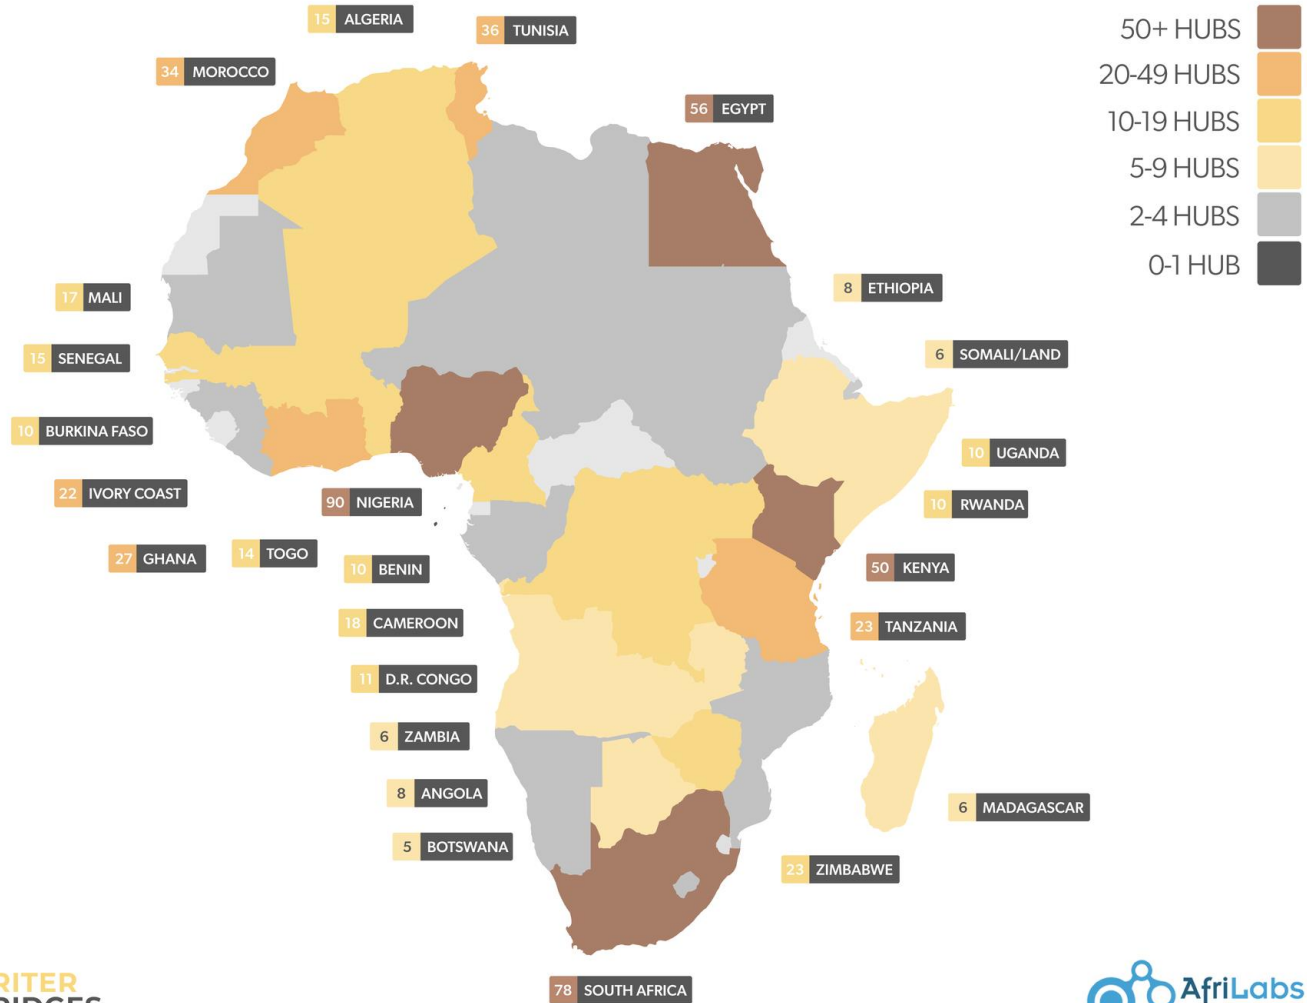 15 ALGERIA
36 TUNISIA
34 MOROCCO
56 EGYPT
50+ HUBS
20-49 HUBS
10-19 HUBS
5-9 HUBS
2-4 HUBS
0-1 HUB
8 ETHIOPIA
17 MALI
6 SOMALI/LAND
15 SENEGAL
10 BURKINA FASO
10 UGANDA
22 IVORY COAST
90 NIGERIA
10 RWANDA
27 GHANA
14 TOGO
10 BENIN
50 KENYA
18 CAMEROON
23 TANZANIA
11 D.R. CONGO
6 ZAMBIA
8 ANGOLA
6 MADAGASCAR
5 BOTSWANA
23 ZIMBABWE
78 SOUTH AFRICA
RITER
AfriLabs